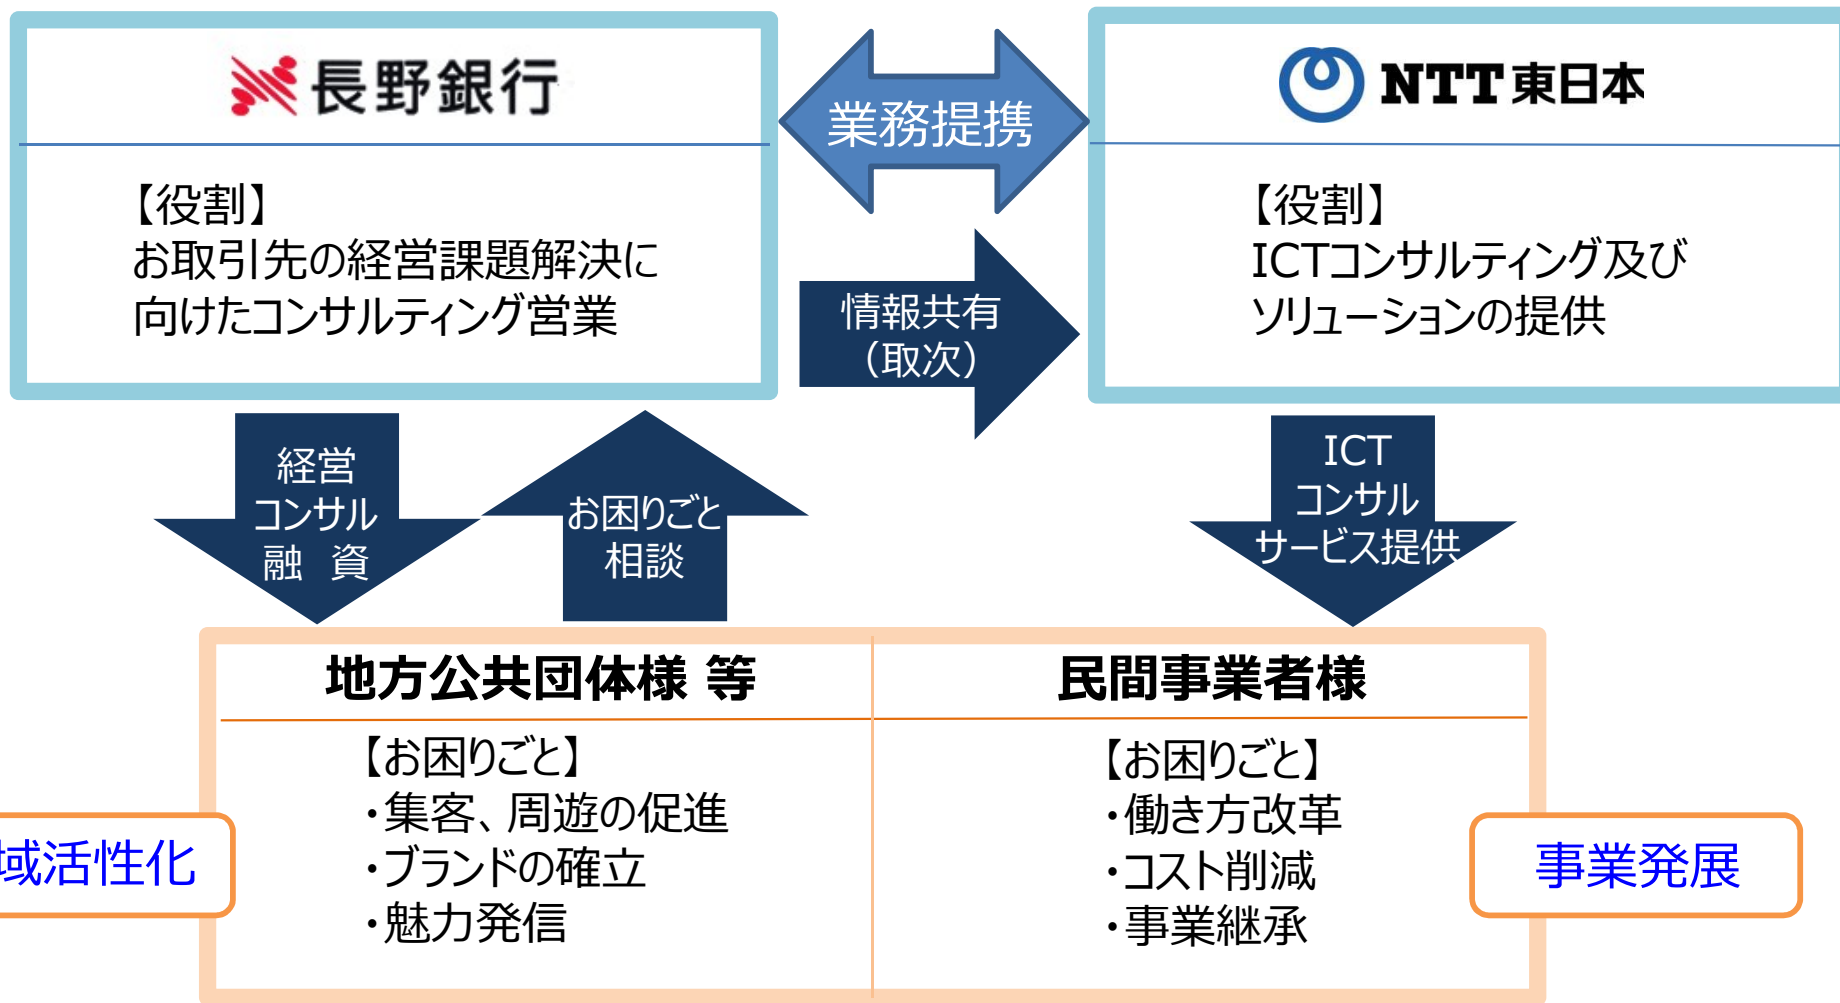 長野銀行
業務提携
NTT東日本
【役割】
お取引先の経営課題解決に
向けたコンサルティング営業
情報共有
（取次）
【役割】
ICTコンサルティング及び
ソリューションの提供
経営
コンサル
融　資
お困りごと
相談
ICT
コンサル
サービス提供
地方公共団体様 等
【お困りごと】
・集客、周遊の促進
・ブランドの確立
・魅力発信
域活性化
民間事業者様
【お困りごと】
・働き方改革
・コスト削減
・事業継承
事業発展